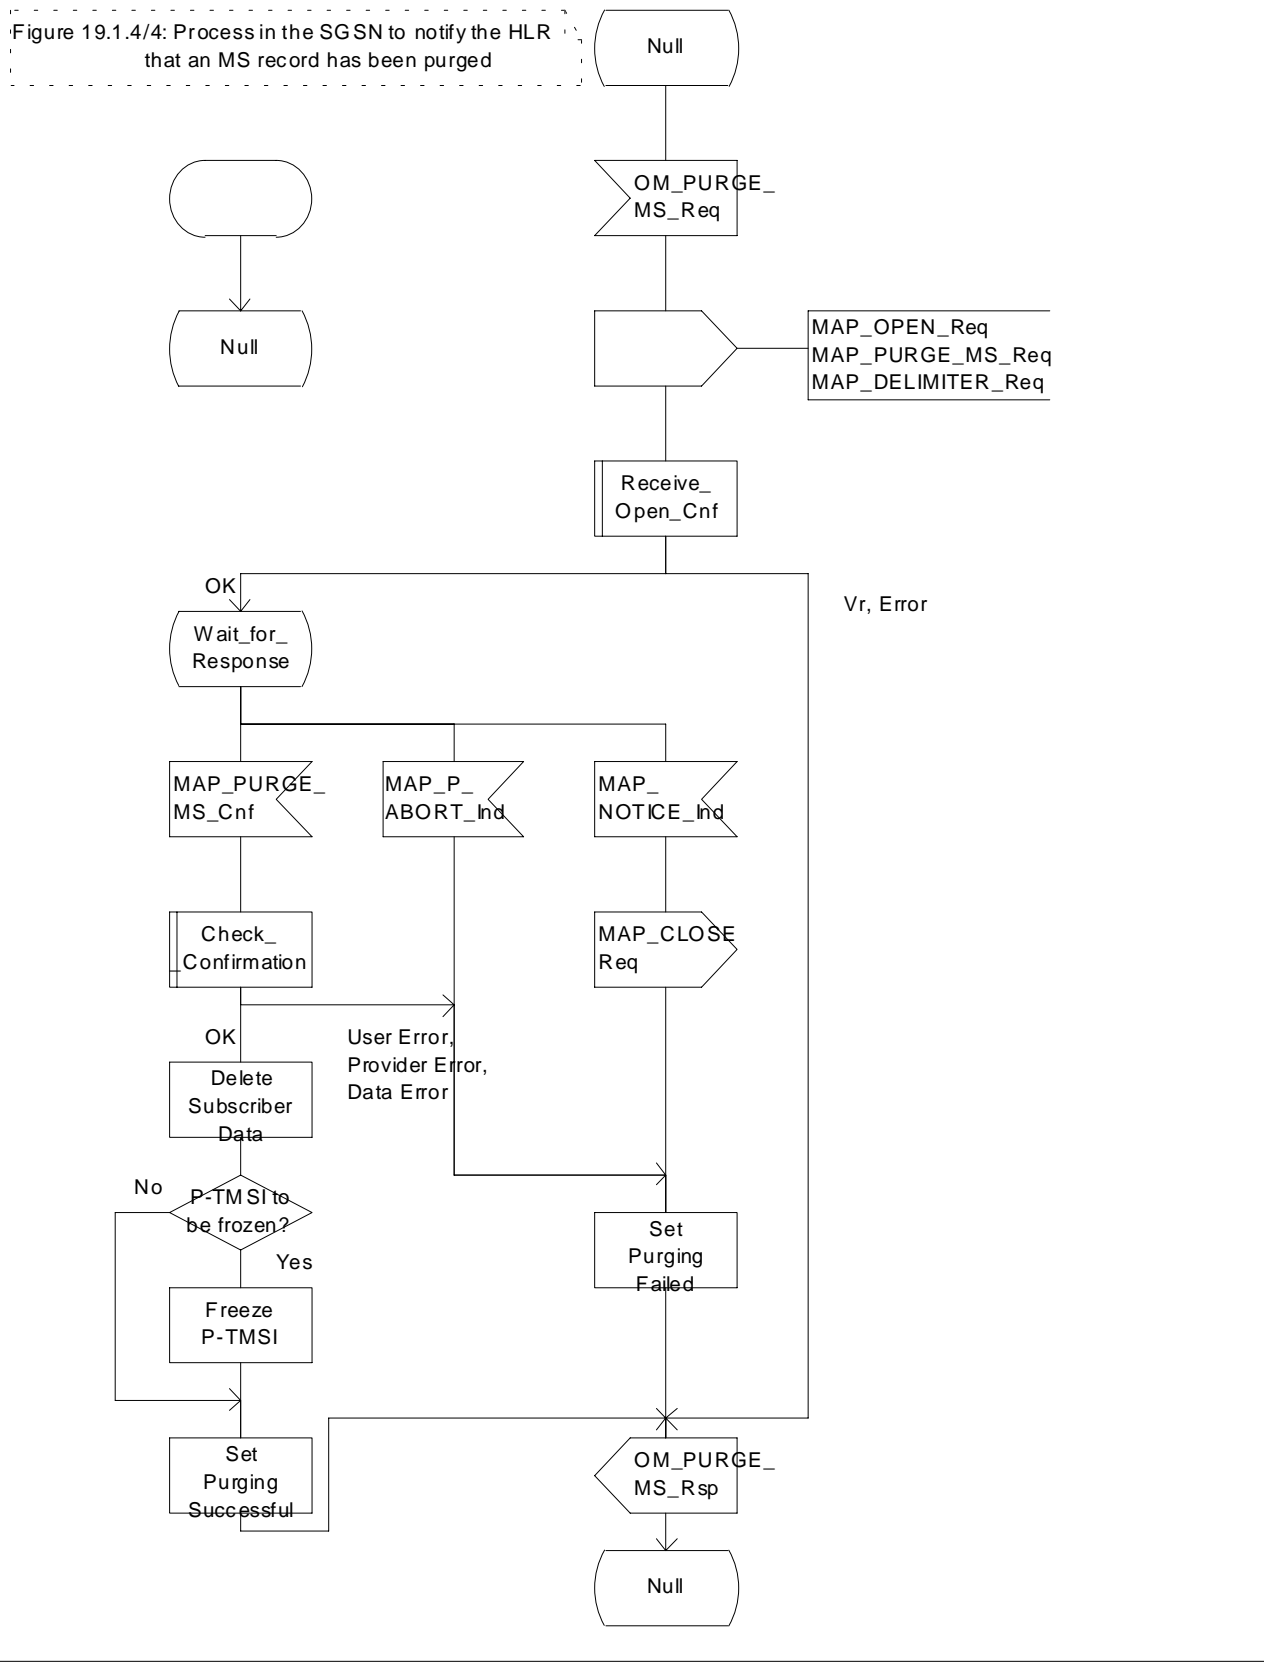 Figure 19.1.4/4: Process in the SGSN to notify the HLR
that an MS record has been purged
Null
OM_PURGE_
MS_Req
Null
MAP_OPEN_Req
MAP_PURGE_MS_Req
MAP_DELIMITER_Req
Receive_
Open_Cnf
OK
Vr, Error
Wait_for_
Response
MAP_PURGE_
MS_Cnf
MAP_P_
ABORT_Ind
MAP_
NOTICE_Ind
Check_
_Confirmation
MAP_CLOSE
Req
OK
User Error,
Provider Error,
Data Error
Delete
Subscriber
Data
No
P-TMSI to
be frozen?
Yes
Set
Purging
Failed
Freeze
P-TMSI
Set
Purging
Successful
OM_PURGE_
MS_Rsp
Null